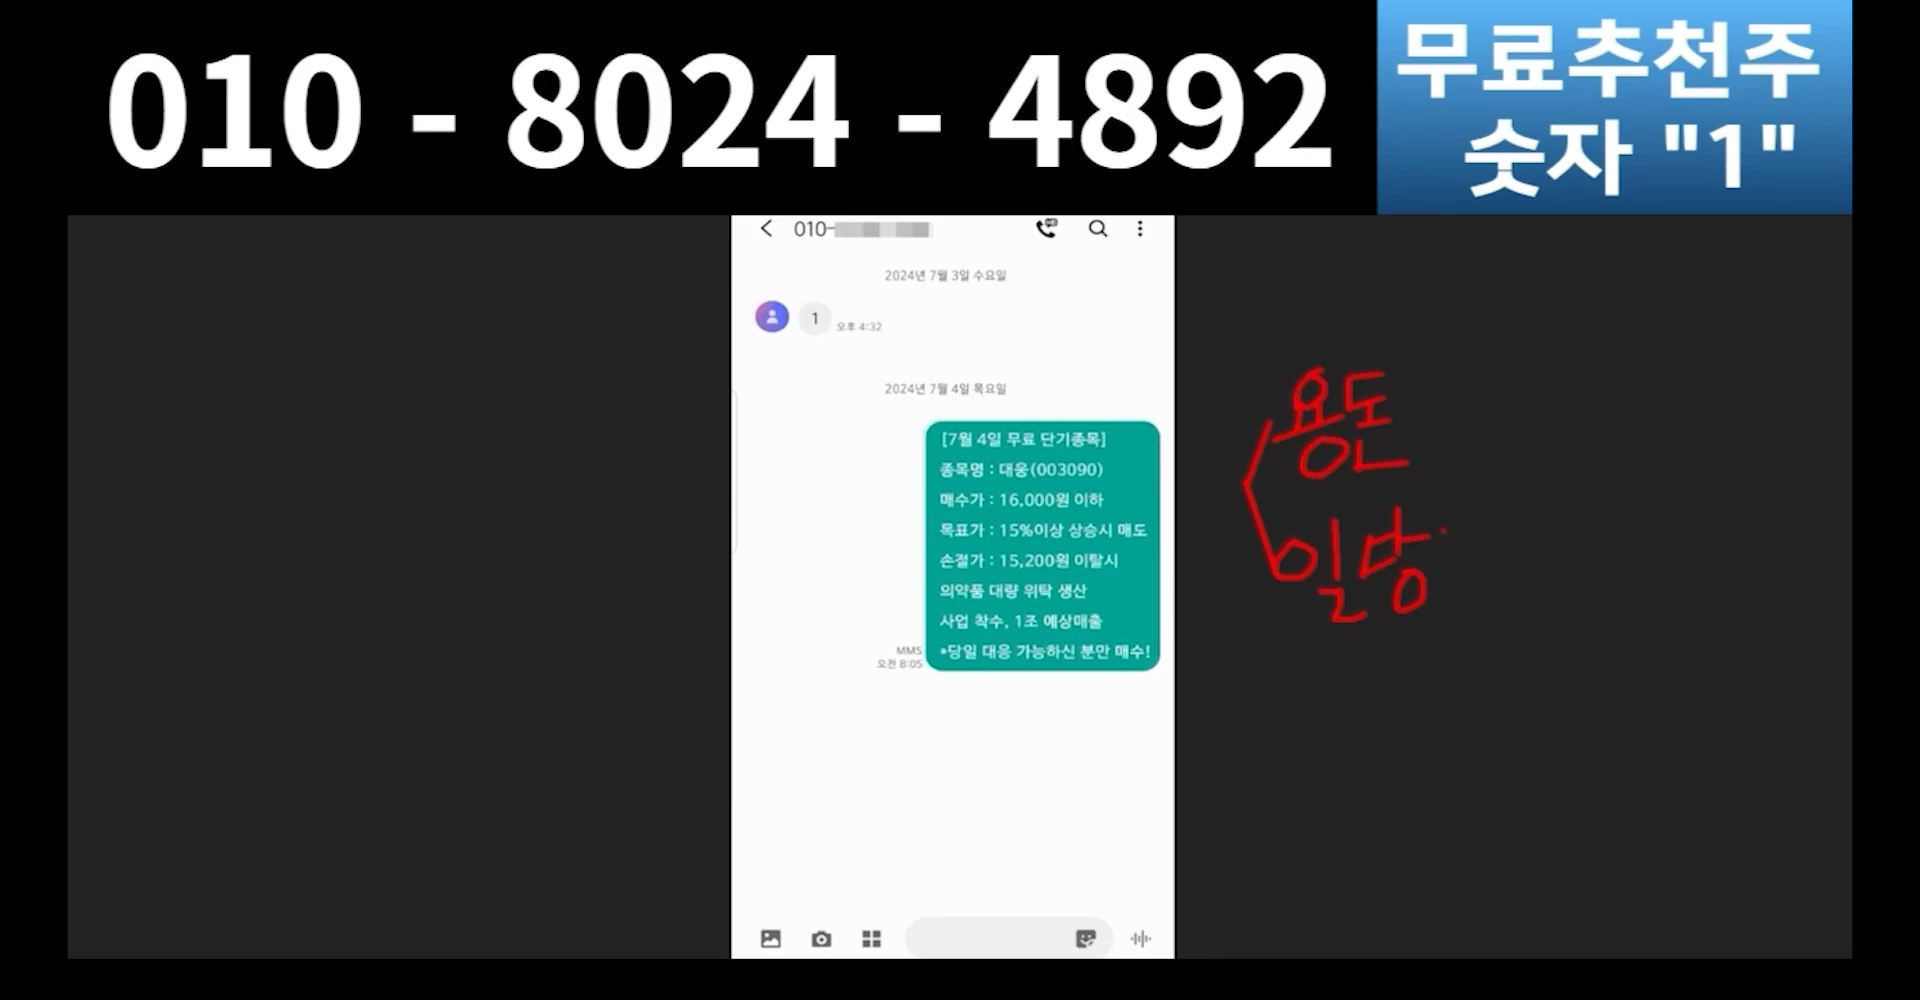 010 - 8024 - 4892
무료추천주
숫자 "1"
010-
2024년 7월 3일 수요일
1
오후 4:32
2024년 7월 4일 목요일
[7월 4일 무료 단기종목]
종목명 : 대웅(003090)
매수가 : 16,000원 이하
목표가 : 15%이상 상승시 매도
손절가 : 15,200원 이탈시
의약품 대량 위탁 생산
사업 착수, 1조 예상매출
*당일 대응 가능하신 분만 매수!
MMS
오전 8:05
용돈
일당